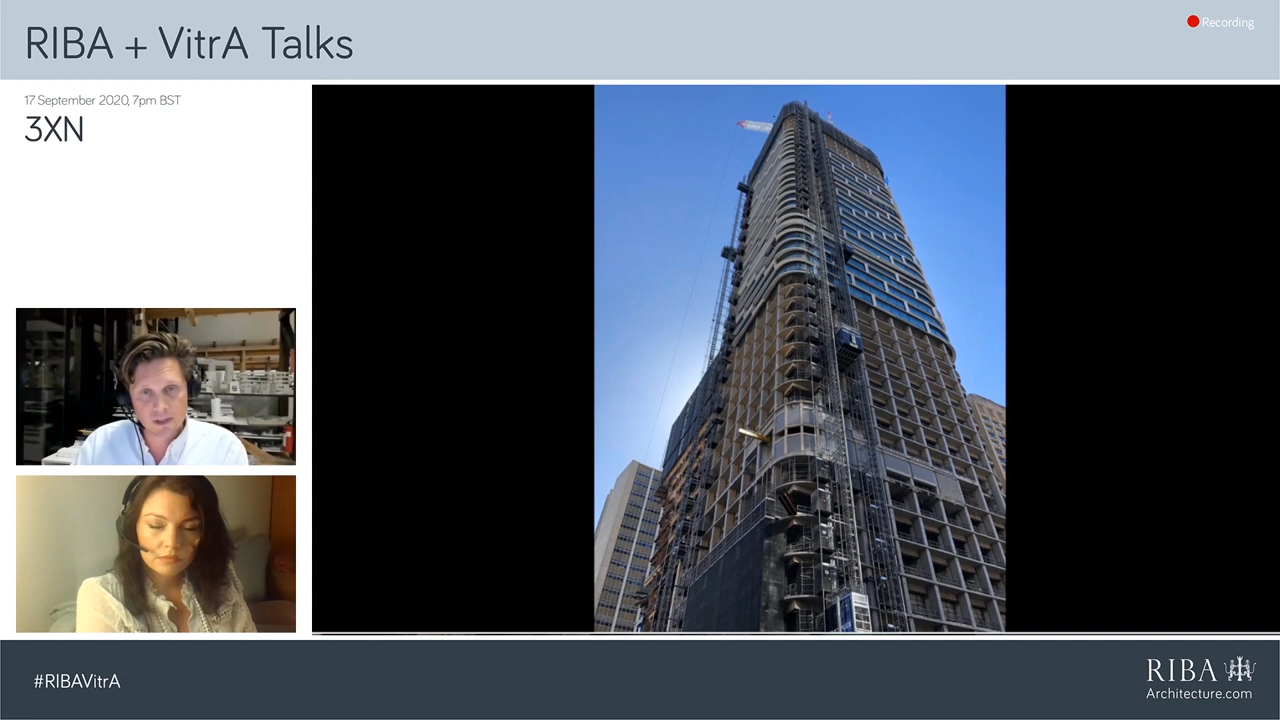 RIBA + VitrA Talks
Recording
17 September 2020, 7pm BST
3XN
#RIBAVitrA
RIBA
Architecture.com